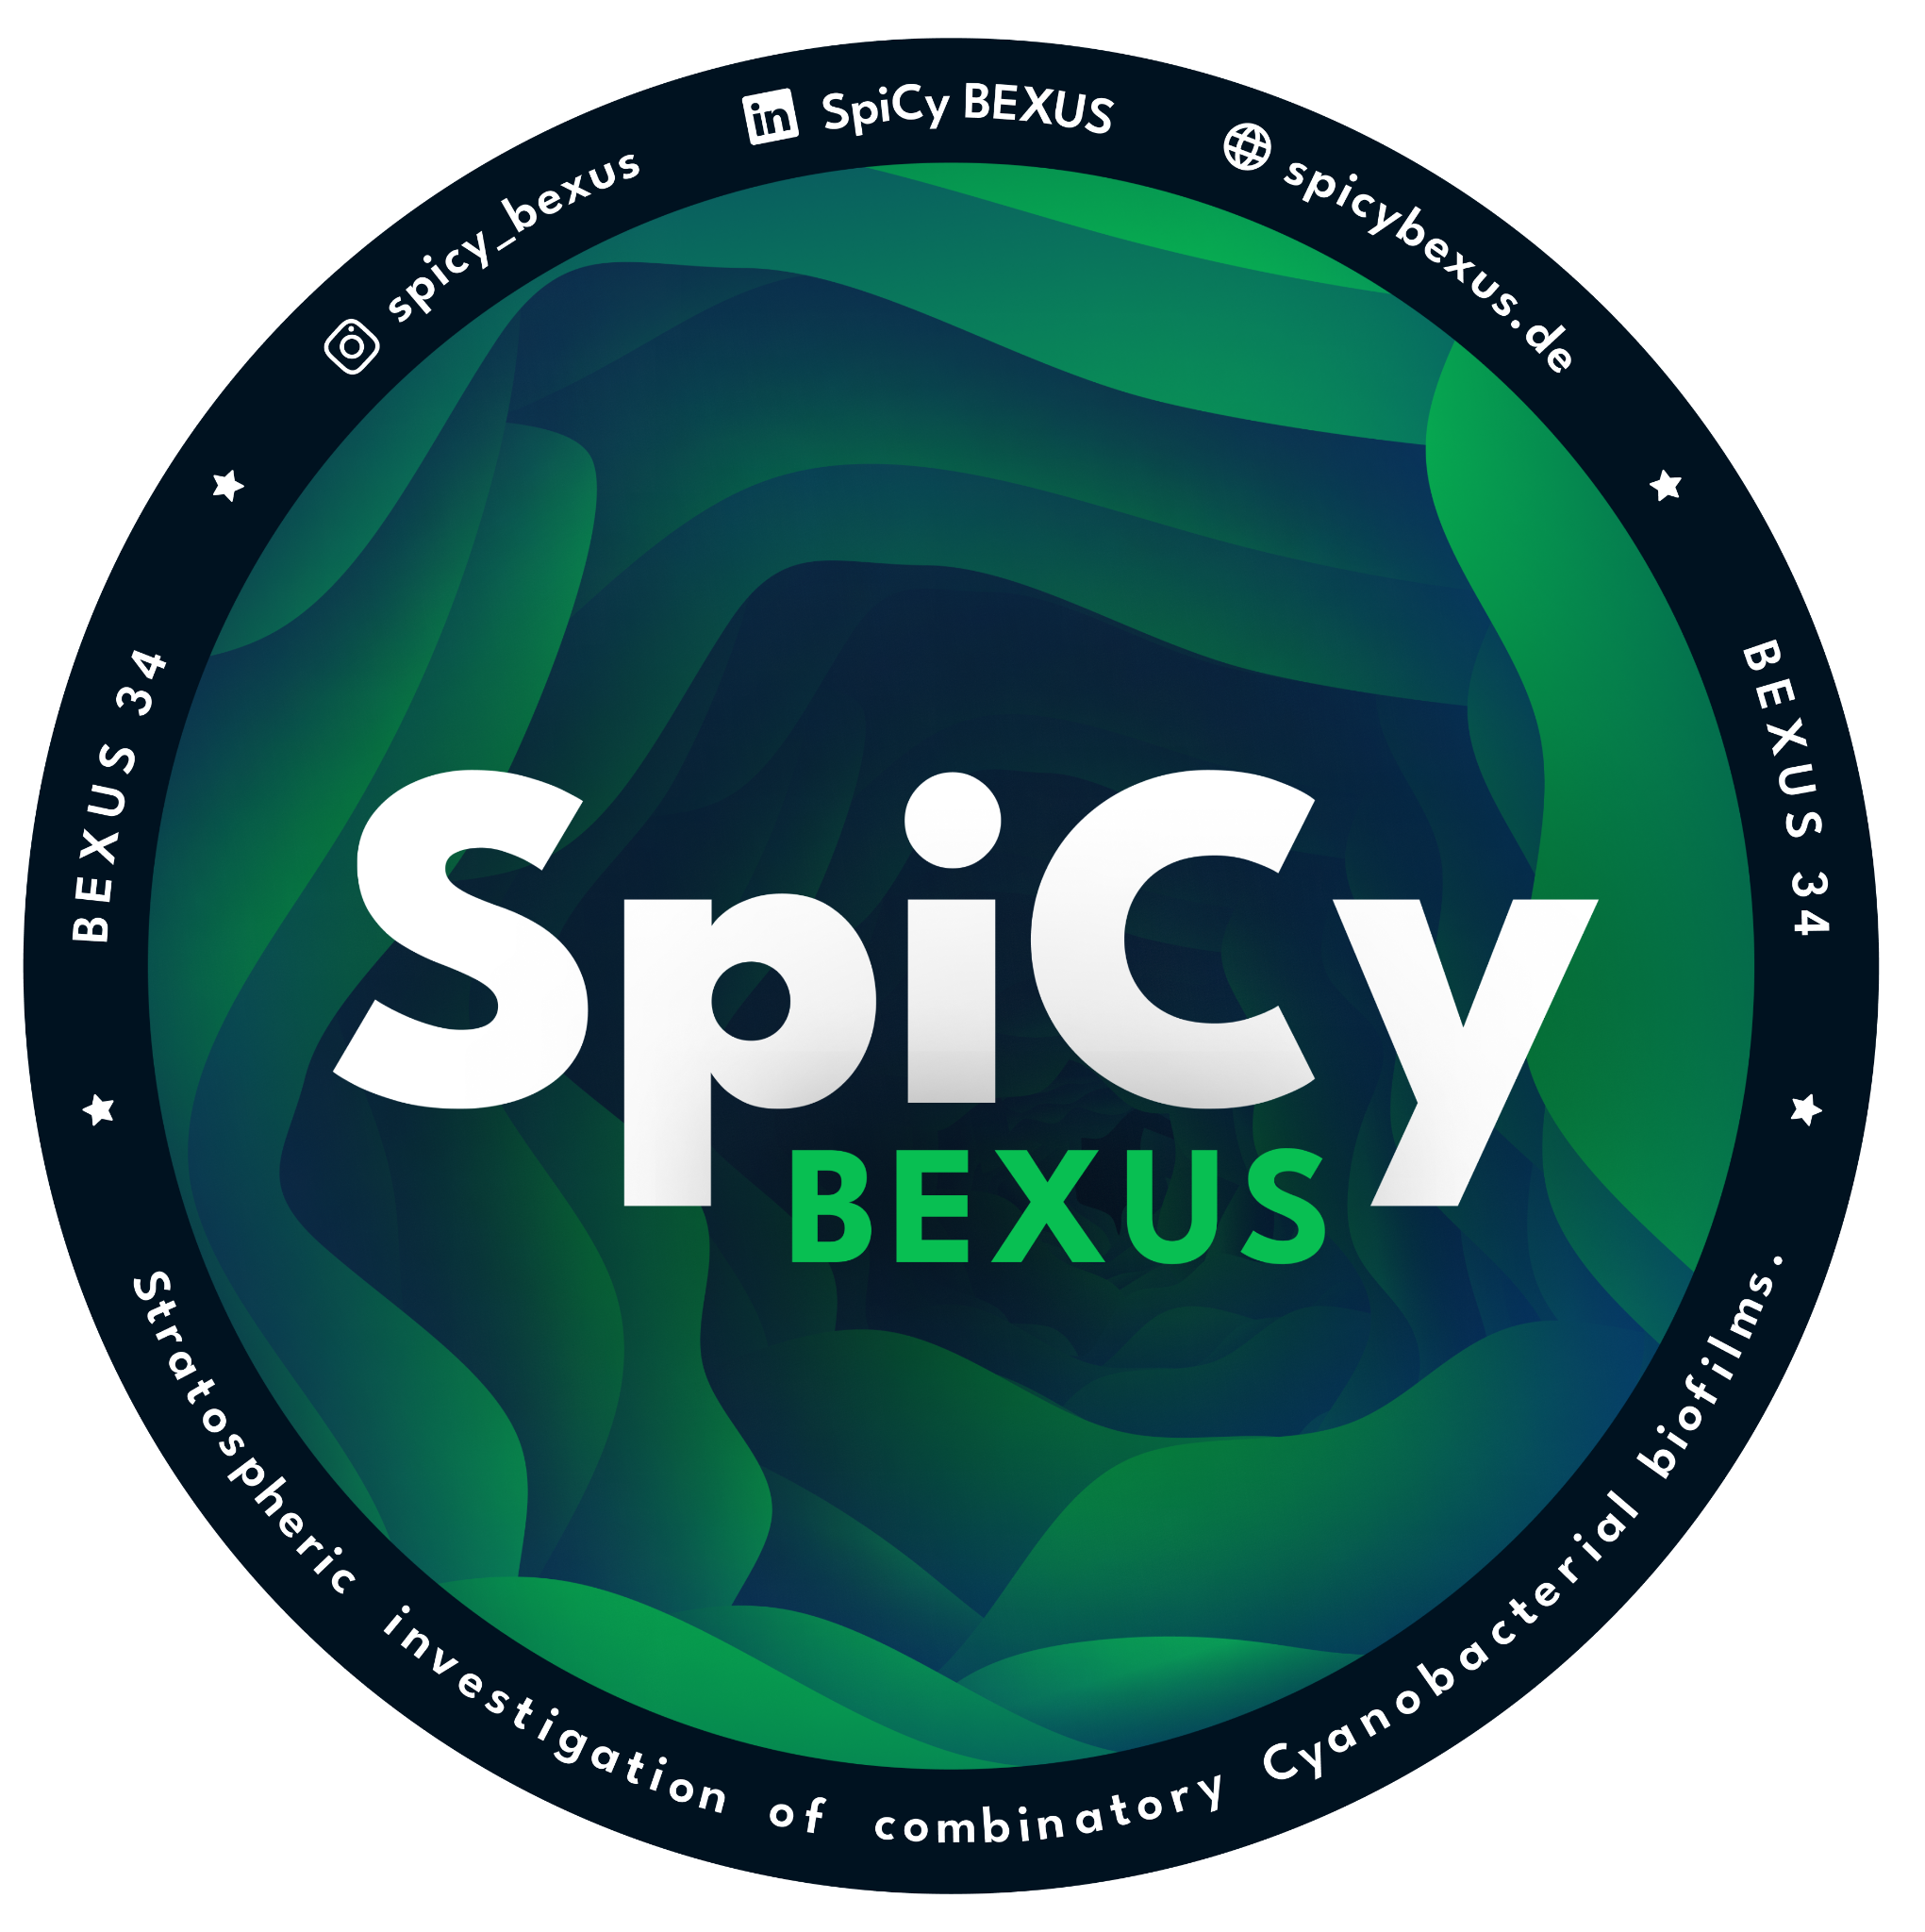 spicy_bexus
SpiCy BEXUS
spicybexus.de
BEXUS 34
BEXUS 34
SpiCy
BEXUS
Stratospheric investigation of combinatory Cyanobacterial biofilms.